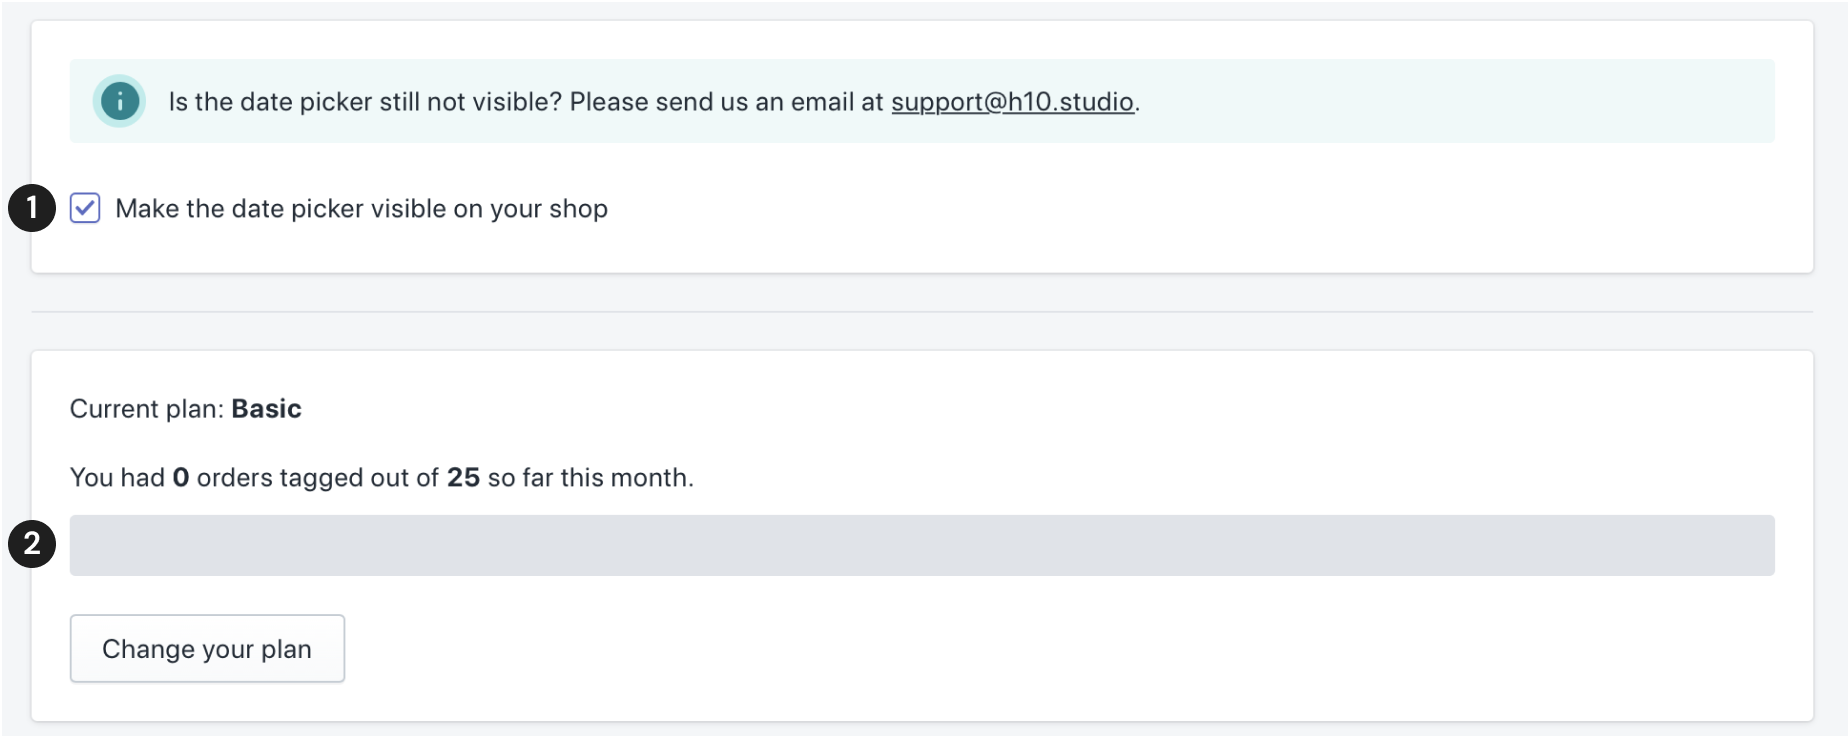 Is the date picker still not visible? Please send us an email at support@h10.studio.
1 Make the date picker visible on your shop
Current plan: Basic
You had 0 orders tagged out of 25 so far this month.
2
Change your plan